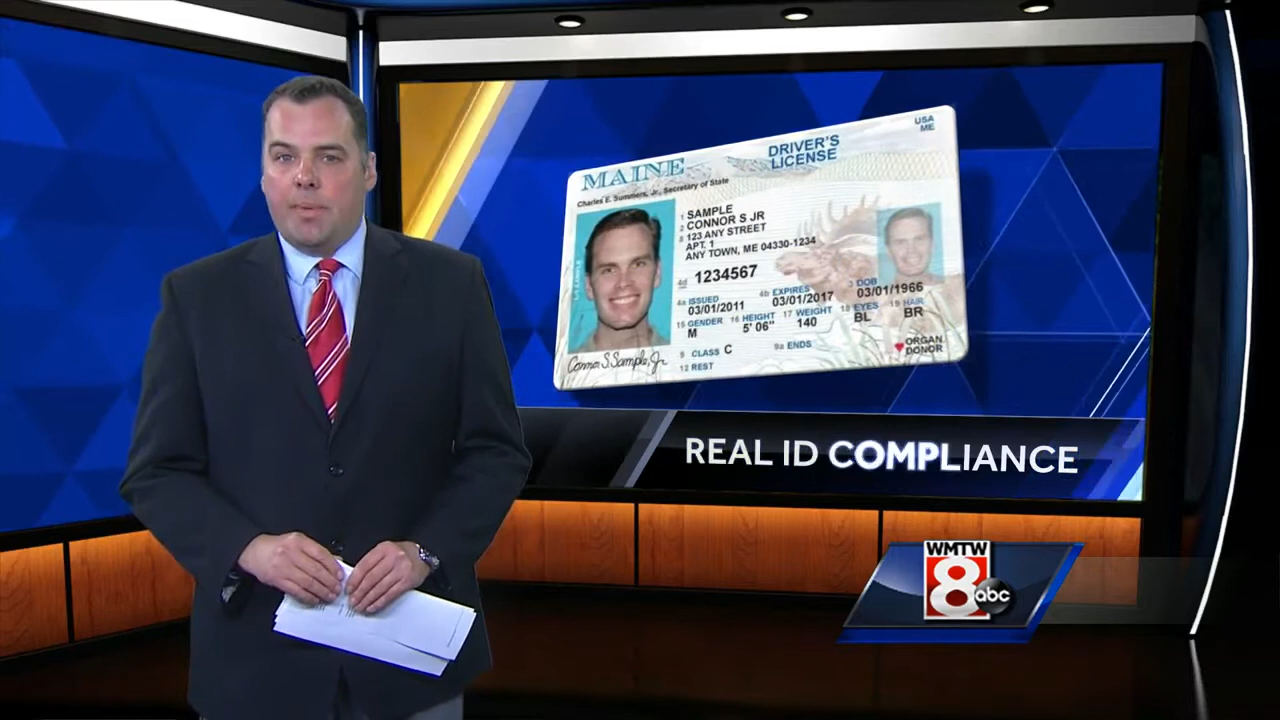 USA
ME
MAINE
DRIVER'S
LICENSE
Charles E. Summers, Jr., Secretary of State
1 SAMPLE
2 CONNOR S JR
8 123 ANY STREET
APT. 1
ANY TOWN, ME 04330-1234
4d 1234567
4a ISSUED
03/01/2011
4b EXPIRES
03/01/2017
3 DOB
03/01/1966
15 GENDER
M
16 HEIGHT
5' 06"
17 WEIGHT
140
18 EYES
BL
19 HAIR
BR
9 CLASS C
9a ENDS
12 REST
ORGAN
DONOR
Connor S. Sample, Jr.
REAL ID COMPLIANCE
WMTW
8
abc